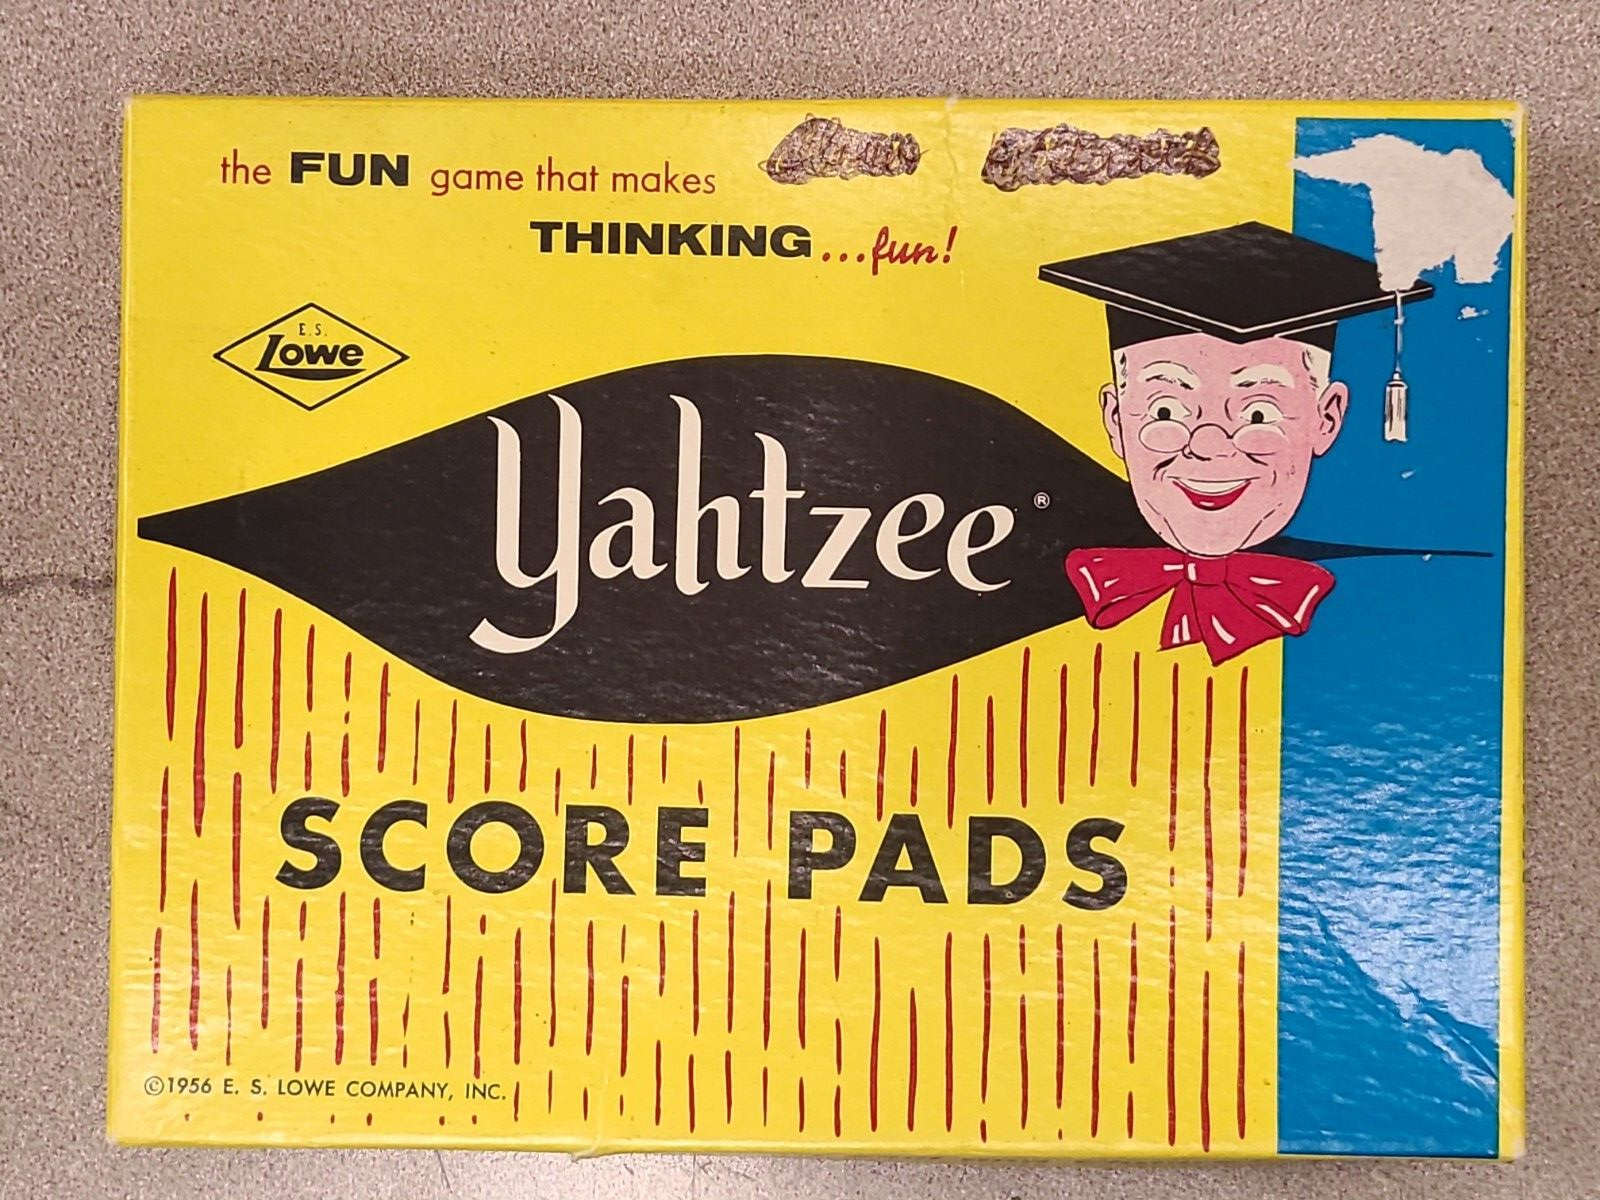 the FUN game that makes
THINKING...fun!
E.S.
Lowe
Yahtzee®
SCORE PADS
©1956 E. S. LOWE COMPANY, INC.